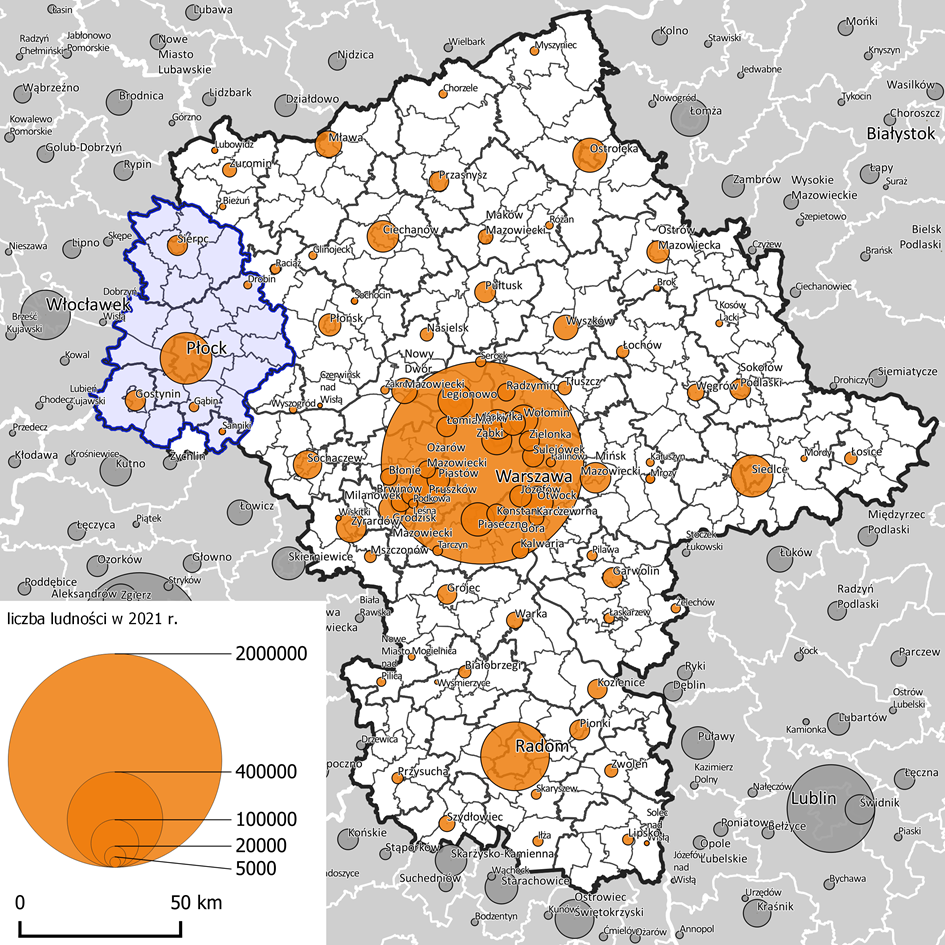 Łasin
Lubawa
Radzyń
Chełmiński
Jabłonowo
Pomorskie
Nowe
Miasto
Lubawskie
Nidzica
Wielbark
Myszyniec
Kolno
Stawiski
Mońki
Knyszyn
Jedwabne
Wąbrzeźno
Brodnica
Lidzbark
Działdowo
Chorzele
Nowogród
Łomża
Tykocin
Wasilków
Choroszcz
Białystok
Kowalewo
Pomorskie
Górzno
Golub-Dobrzyń
Rypin
Lubowidz
Mława
Żuromin
Ostrołęka
Przasnysz
Zambrów
Wysokie
Mazowieckie
Łapy
Suraż
Bieżuń
Szepietowo
Sierpc
Ciechanów
Maków
Mazowiecki
Różan
Ostrów
Mazowiecka
Czyżew
Bielsk
Podlaski
Brańsk
Nieszawa
Lipno
Skępe
Glinojeck
Raciąż
Drobin
Ciechanowiec
Dobrzyń
Wisłą
Włocławek
Brześć
Kujawski
Sochocin
Pułtusk
Brok
Kosów
Lacki
Płońsk
Nasielsk
Wyszków
Łochów
Płock
Kowal
Nowy
Dwór
Mazowiecki
Serock
Zakro
Radzymin
Tłuszcz
Węgrów
Sokołów
Podlaski
Drohiczyn
Siemiatycze
Czerwińsk
nad
Wisłą
Wyszogród
Legionowo
Lubień
Kujawski
Chodecz
Gostynin
Gąbin
Sanniki
Przedecz
Wołomin
Marki
Ząbki
Zielonka
Ożarów
Mazowiecki
Sulejówek
Halinów
Mińsk
Mazowiecki
Kałuszyn
Mrozy
Mordy
Łosice
Siedlce
Kłodawa
Krośniewice
Kutno
Żychlin
Sochaczew
Błonie
Piastów
Warszawa
Brwinów
Pruszków
Milanówek
Podkowa
Leśna
Józefów
Otwock
Wiskitki
Żyrardów
Grodzisk
Mazowiecki
Piaseczno
Góra
Kalwaria
Karczew
Łowicz
Międzyrzec
Podlaski
Łęczyca
Piątek
Ozorków
Głowno
Skierniewice
Mszczonów
Tarczyn
Pilawa
Stoczek
Łukowski
Łuków
Poddębice
Aleksandrów
Zgierz
Stryków
Garwolin
Radzyń
Podlaski
Grójec
Biała
Rawska
Warka
Łaskarzew
Żelechów
liczba ludności w 2021 r.
2000000
400000
100000
20000
5000
0
50 km
Nowe
Miasto
nad
Pilicą
Mogielnica
Białobrzegi
Wyśmierzyce
Kozienice
Ryki
Dęblin
Kock
Parczew
Ostrów
Lubelski
Lubartów
Kamionka
Drzewica
Radom
Pionki
Puławy
Przysucha
Zwoleń
Kazimierz
Dolny
Nałęczów
Lublin
Świdnik
Łęczna
Skaryszew
Szydłowiec
Iłża
Solec
nad
Wisłą
Lipsko
Poniatowa
Bełżyce
Piaski
Opole
Lubelskie
Końskie
Stąporków
Skarżysko-Kamienna
Suchedniów
Wąchock
Starachowice
Józefów
nad
Wisłą
Bychawa
Urzędów
Kraśnik
Bodzentyn
Kunów
Ostrowiec
Świętokrzyski
Ćmielów
Ożarów
Annopol